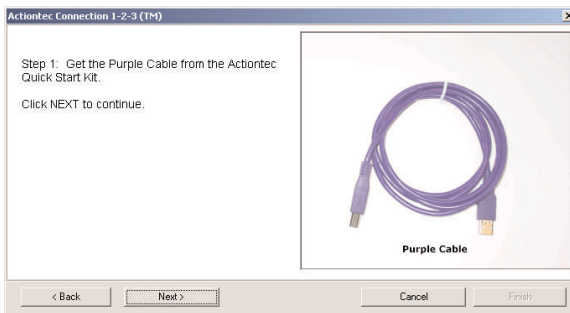 Actiontec Connection 1-2-3 (TM)
Step 1: Get the Purple Cable from the Actiontec
Quick Start Kit.
Click NEXT to continue.
Purple Cable
< Back
Next >
Cancel
Finish